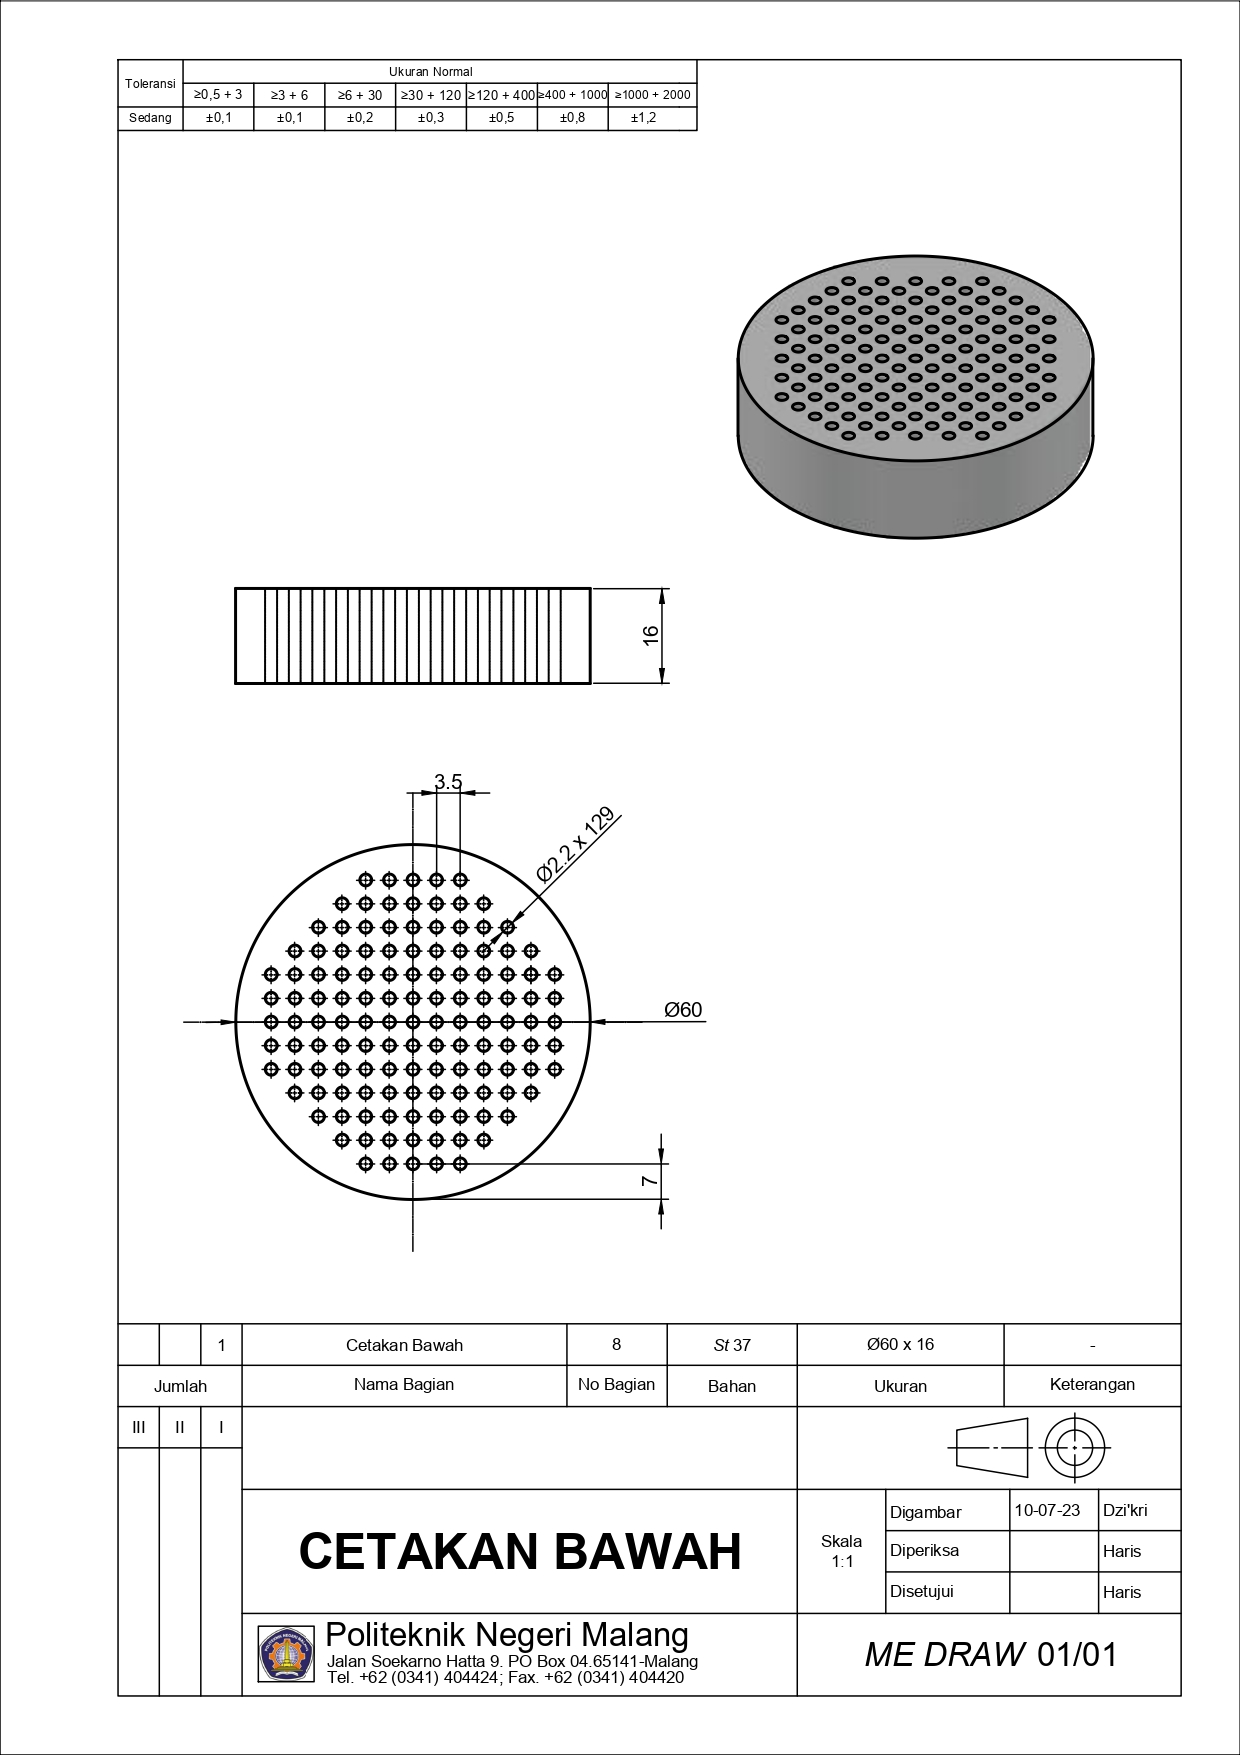 Toleransi
Ukuran Normal
≥0,5 + 3 ≥3 + 6 ≥6 + 30 ≥30 + 120 ≥120 + 400 ≥400 + 1000 ≥1000 + 2000
Sedang ±0,1 ±0,1 ±0,2 ±0,3 ±0,5 ±0,8 ±1,2
16
3.5
Ø2.2 x 129
Ø60
7
1 Cetakan Bawah 8 St 37 Ø60 x 16 -
Jumlah Nama Bagian No Bagian Bahan Ukuran Keterangan
III II I
CETAKAN BAWAH
Skala
1:1
Digambar 10-07-23 Dzi'kri
Diperiksa Haris
Disetujui Haris
Politeknik Negeri Malang
Jalan Soekarno Hatta 9. PO Box 04.65141-Malang
Tel. +62 (0341) 404424; Fax. +62 (0341) 404420
ME DRAW 01/01
POLITEKNIK NEGERI MALANG